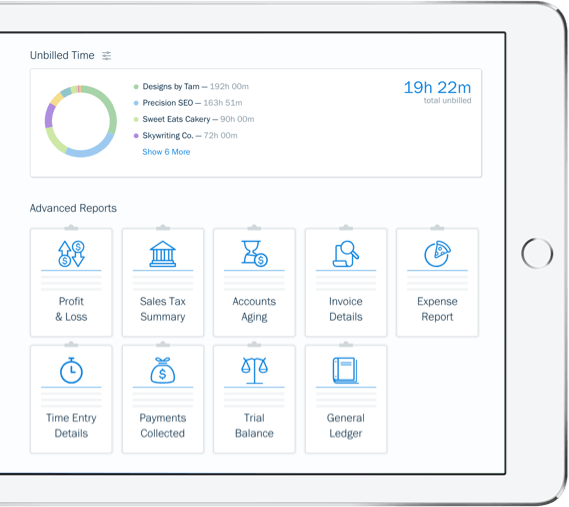 Unbilled Time
Designs by Tam — 192h 00m
Precision SEO — 163h 51m
Sweet Eats Cakery — 90h 00m
Skywriting Co. — 72h 00m
Show 6 More
19h 22m
total unbilled
Advanced Reports
Profit
& Loss
Sales Tax
Summary
Accounts
Aging
Invoice
Details
Expense
Report
Time Entry
Details
Payments
Collected
Trial
Balance
General
Ledger